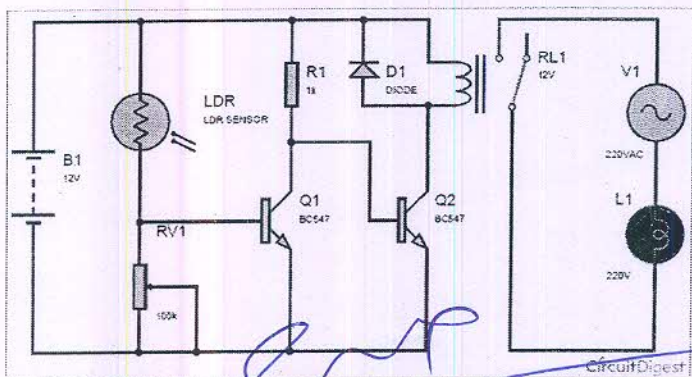 B1
12V
LDR
LDR SENSOR
RV1
100k
R1
1k
Q1
BC547
D1
DIODE
Q2
BC547
RL1
12V
V1
220VAC
L1
220V
CircuitDigest